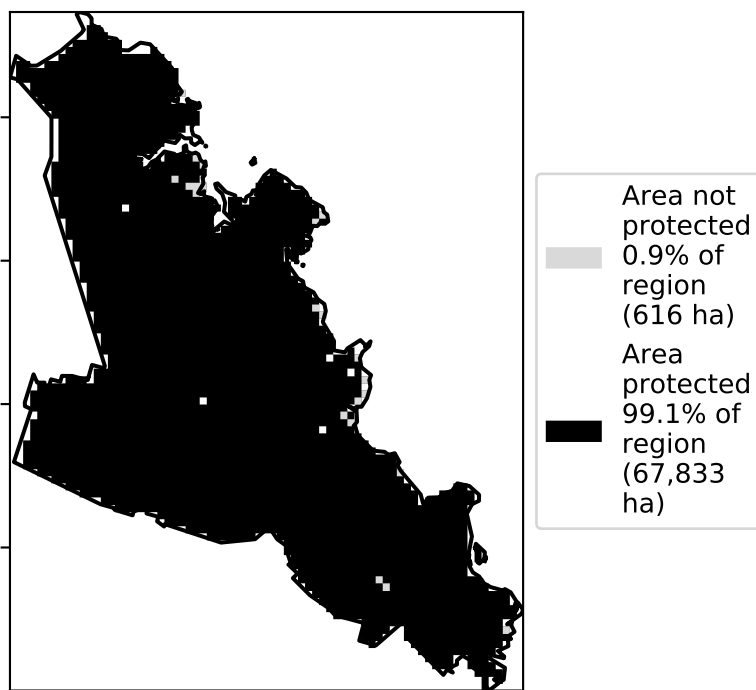 Area not
protected
0.9% of
region
(616 ha)
Area
protected
99.1% of
region
(67,833
ha)